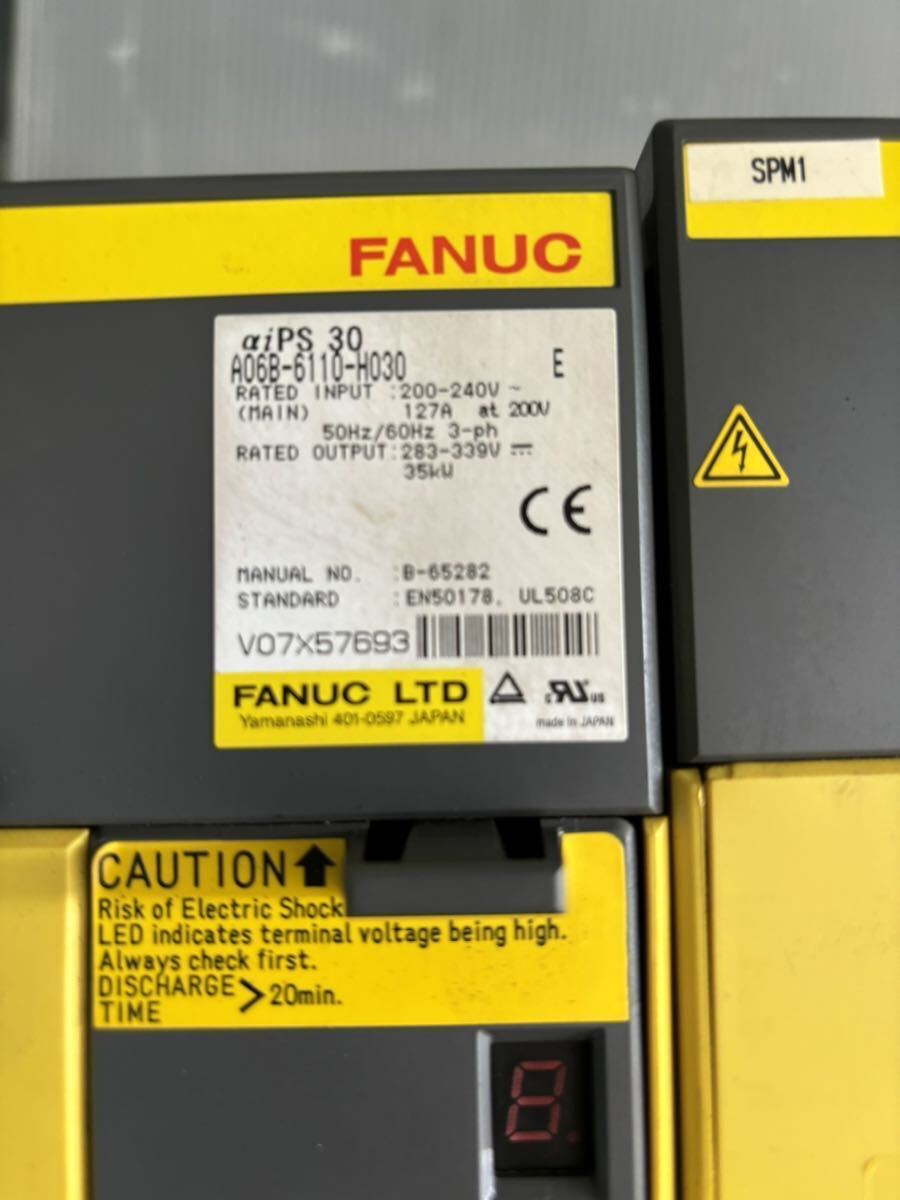 SPM1
FANUC
αiPS 30
A06B-6110-H030 E
RATED INPUT :200-240V ~
(MAIN) 127A at 200V
50Hz/60Hz 3-ph
RATED OUTPUT:283-339V ⎓
35kW
CE
MANUAL NO. :B-65282
STANDARD :EN50178, UL508C
V07X57693
FANUC LTD
Yamanashi 401-0597 JAPAN
c RU us
made in JAPAN
CAUTION
Risk of Electric Shock
LED indicates terminal voltage being high.
Always check first.
DISCHARGE TIME > 20min.
8.